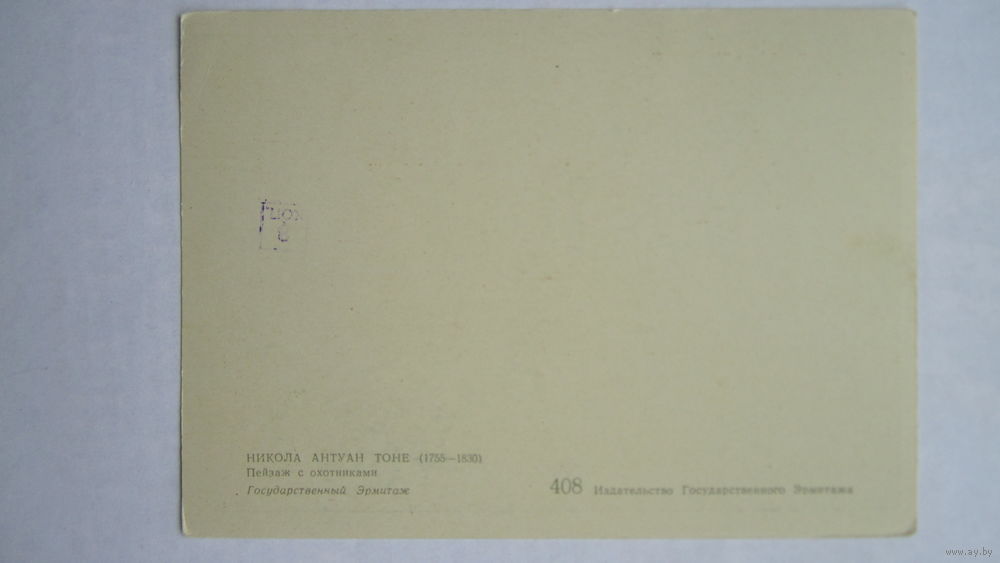 НИКОЛА АНТУАН ТОНЕ (1755—1830)
Пейзаж с охотниками
Государственный Эрмитаж
408 Издательство Государственного Эрмитажа
www.ay.by